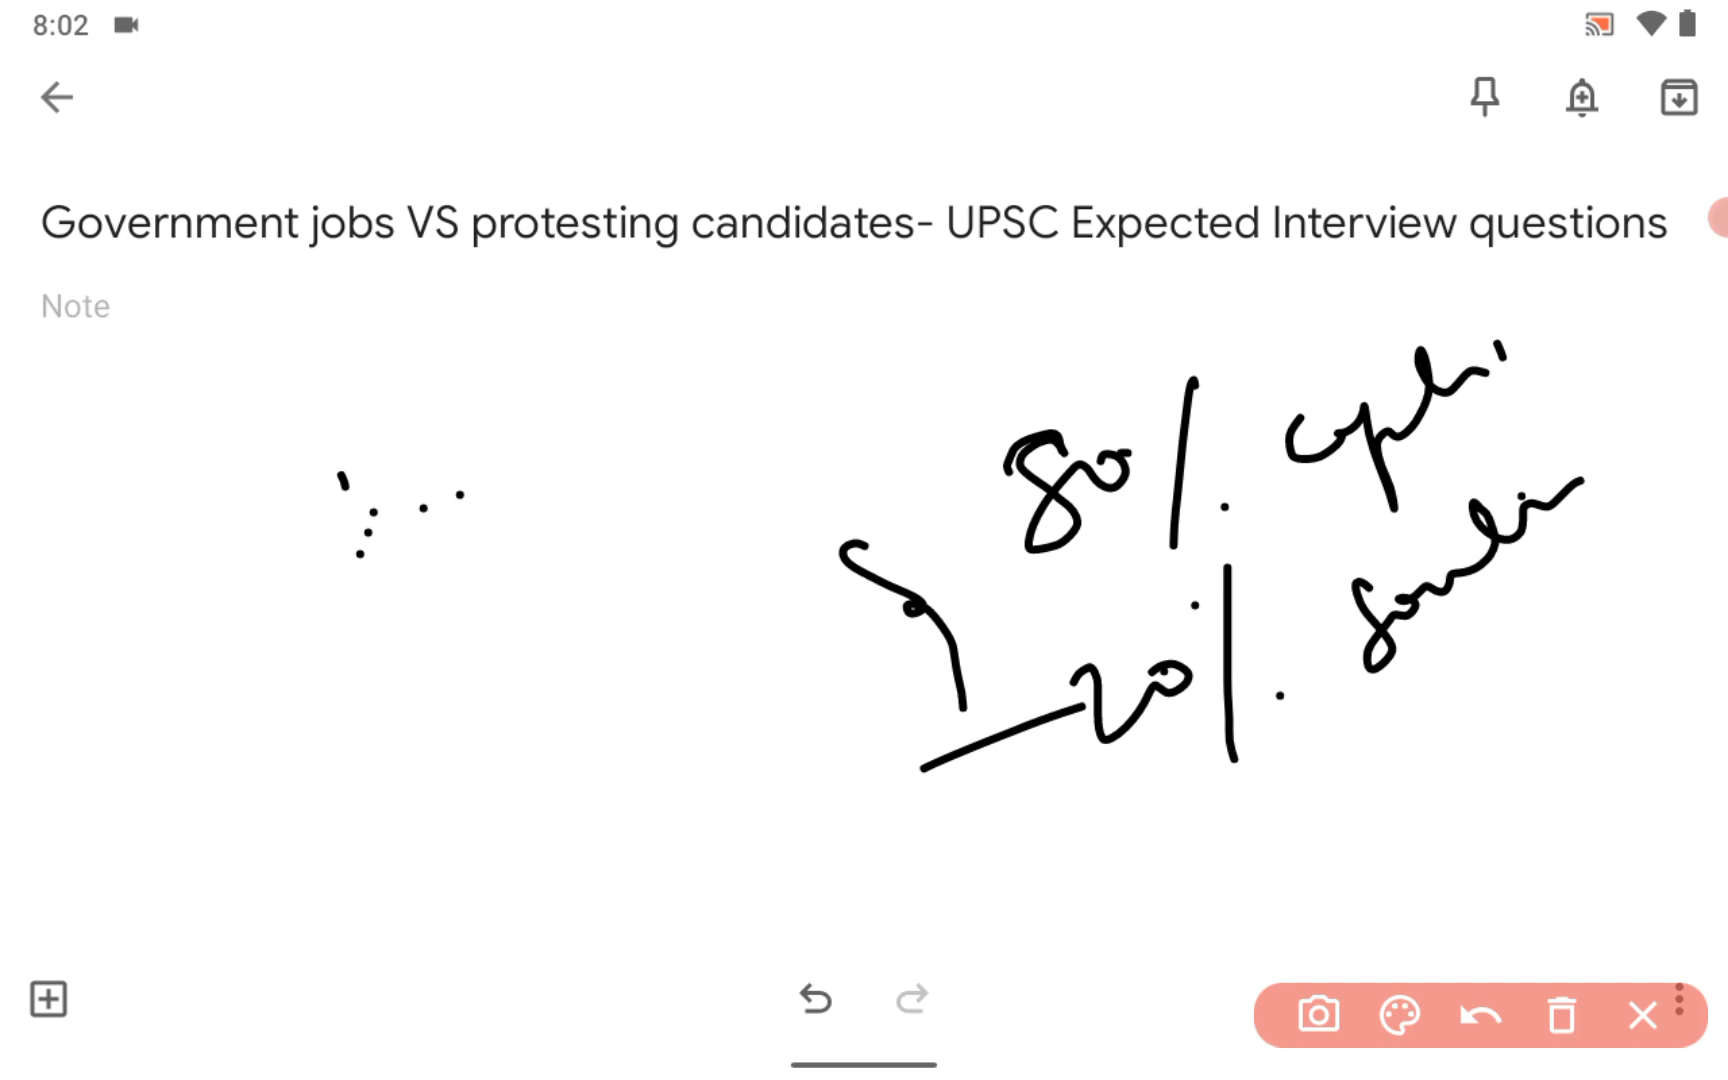 8:02
Government jobs VS protesting candidates- UPSC Expected Interview questions
Note
80%
20%